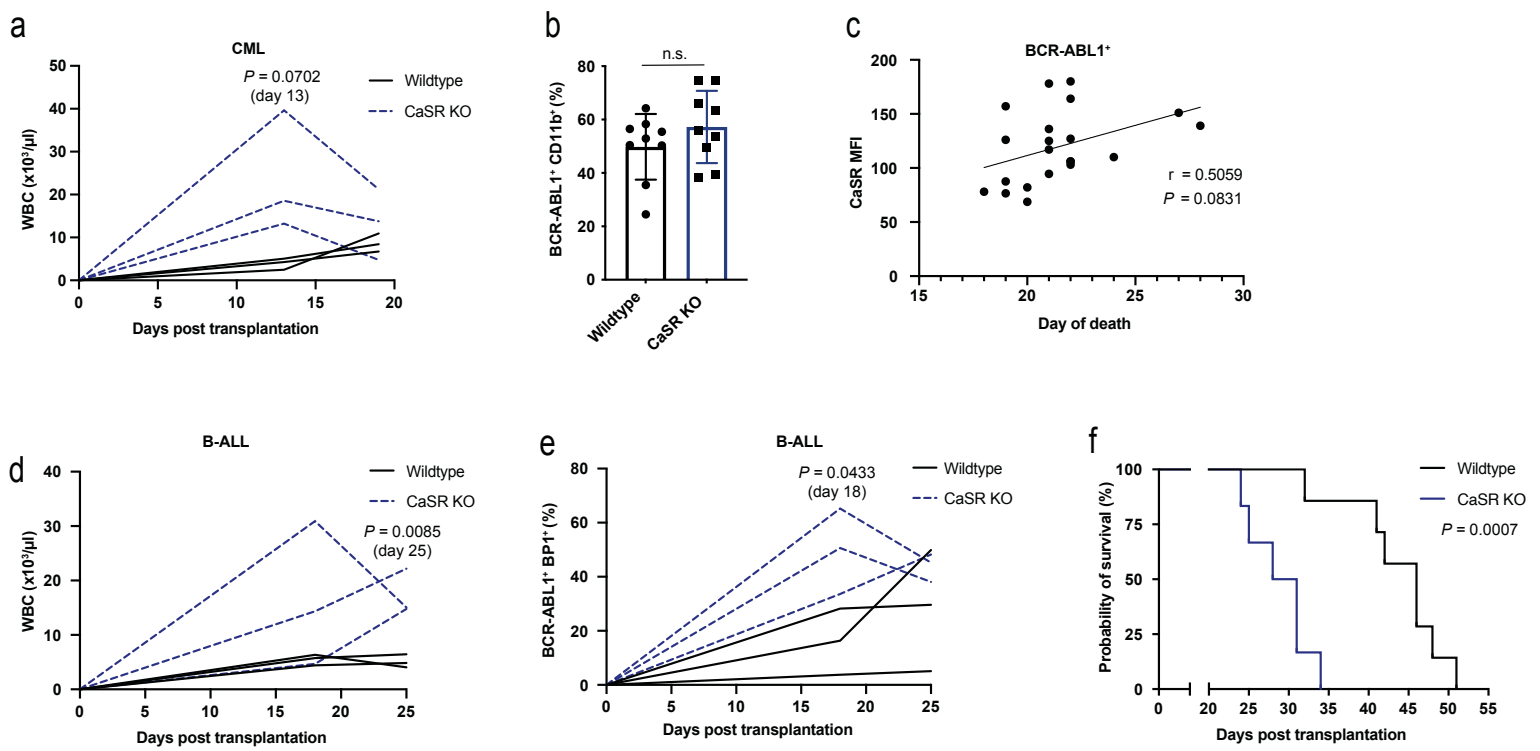 a
CML
P = 0.0702
(day 13)
Wildtype
CaSR KO
WBC (x10³/µl)
50
40
30
20
10
0
0 5 10 15 20
Days post transplantation
b
n.s.
BCR-ABL1⁺ CD11b⁺ (%)
80
60
40
20
0
Wildtype
CaSR KO
c
BCR-ABL1⁺
CaSR MFI
200
150
100
50
0
r = 0.5059
P = 0.0831
15 20 25 30
Day of death
d
B-ALL
Wildtype
CaSR KO
P = 0.0085
(day 25)
WBC (x10³/µl)
40
30
20
10
0
0 5 10 15 20 25
Days post transplantation
e
B-ALL
P = 0.0433
(day 18)
Wildtype
CaSR KO
BCR-ABL1⁺ BP1⁺ (%)
80
60
40
20
0
0 5 10 15 20 25
Days post transplantation
f
Wildtype
CaSR KO
P = 0.0007
Probability of survival (%)
100
75
50
25
0
0 20 25 30 35 40 45 50 55
Days post transplantation